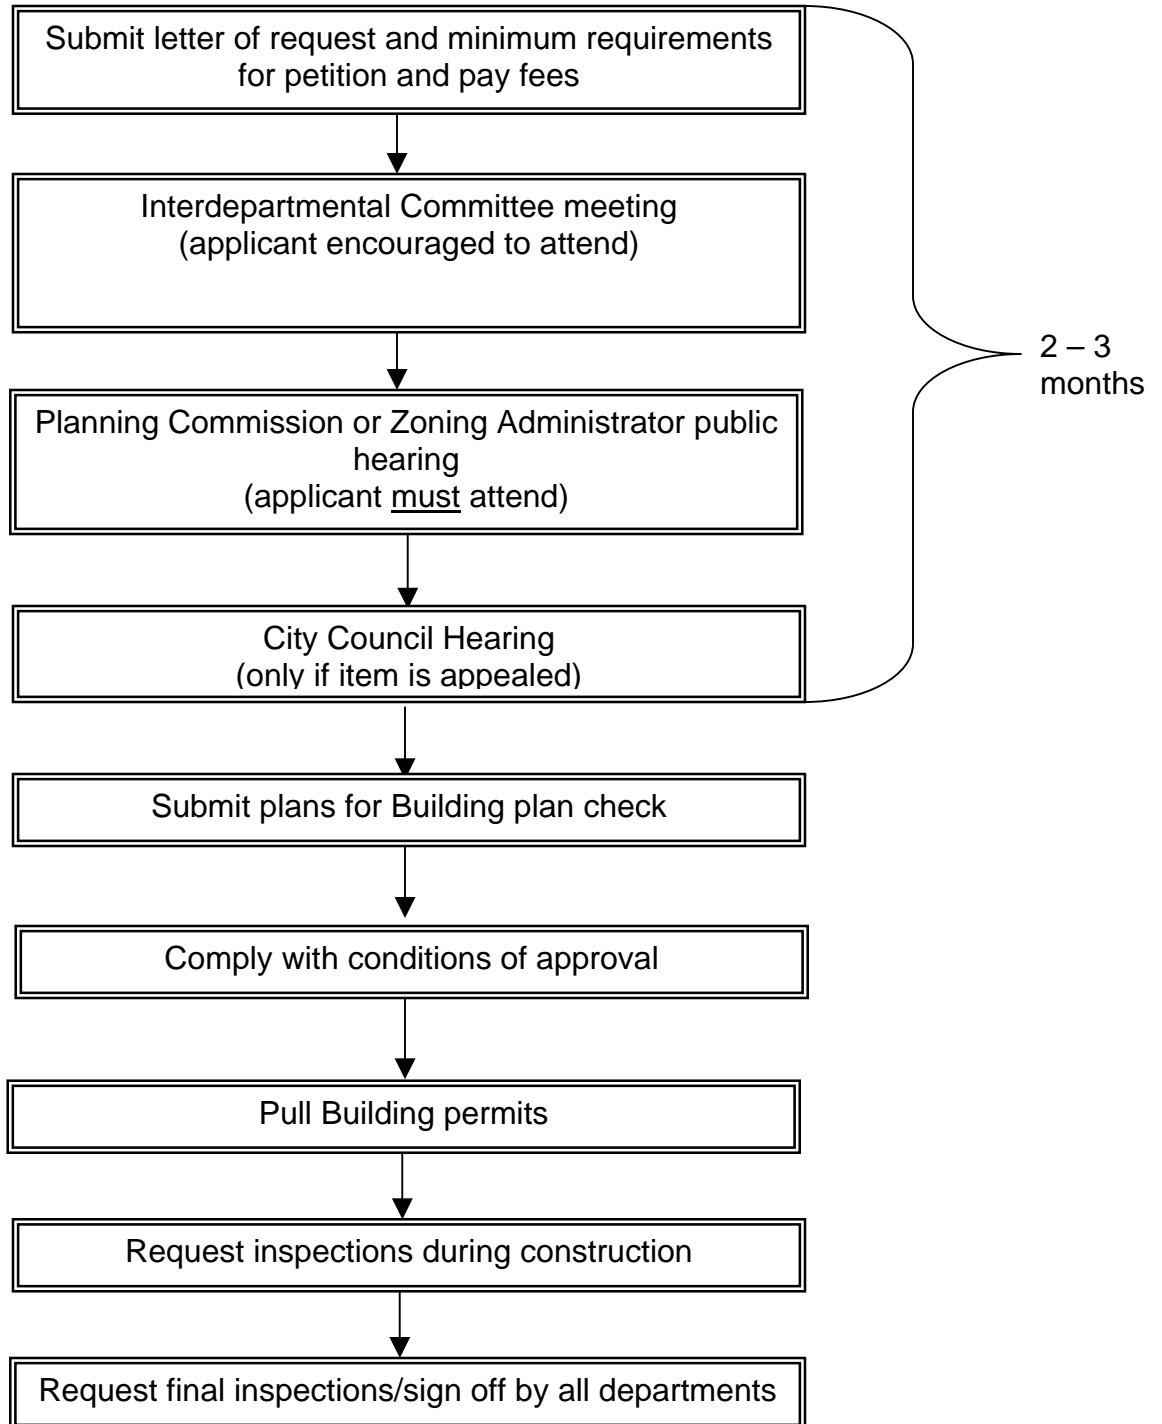 Submit letter of request and minimum requirements
for petition and pay fees
Interdepartmental Committee meeting
(applicant encouraged to attend)
2 – 3
months
Planning Commission or Zoning Administrator public
hearing
(applicant must attend)
City Council Hearing
(only if item is appealed)
Submit plans for Building plan check
Comply with conditions of approval
Pull Building permits
Request inspections during construction
Request final inspections/sign off by all departments